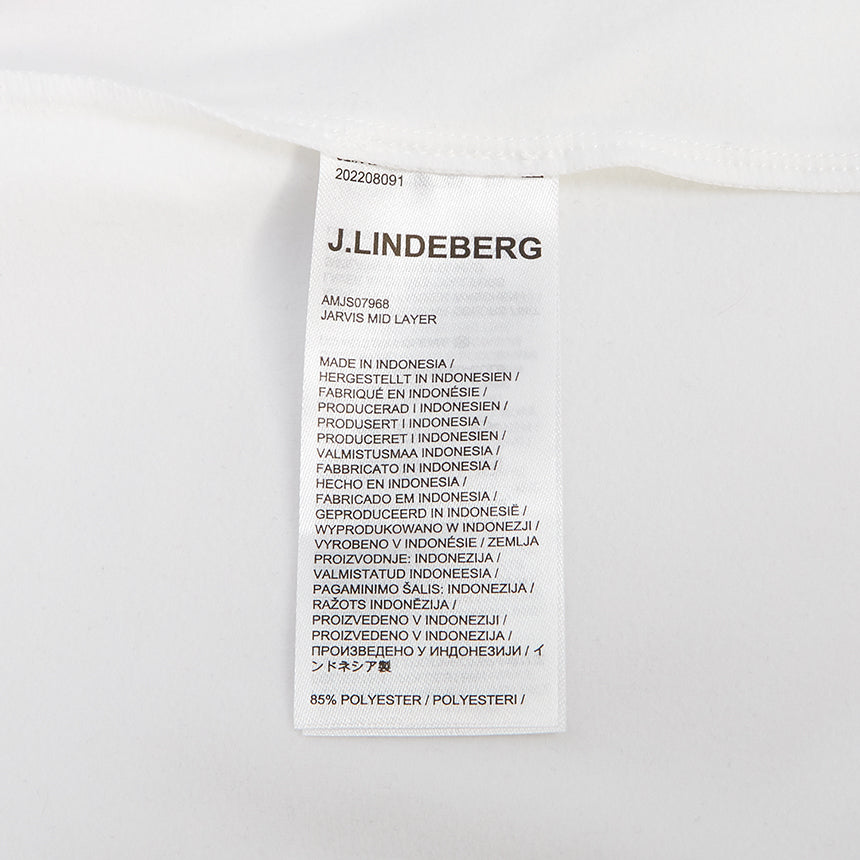 202208091
J.LINDEBERG
AMJS07968
JARVIS MID LAYER
MADE IN INDONESIA /
HERGESTELLT IN INDONESIEN /
FABRIQUÉ EN INDONÉSIE /
PRODUCERAD I INDONESIEN /
PRODUSERT I INDONESIA /
PRODUCERET I INDONESIEN /
VALMISTUSMAA INDONESIA /
FABBRICATO IN INDONESIA /
HECHO EN INDONESIA /
FABRICADO EM INDONESIA /
GEPRODUCEERD IN INDONESIË /
WYPRODUKOWANO W INDONEZJI /
VYROBENO V INDONÉSIE / ZEMLJA
PROIZVODNJE: INDONEZIJA /
VALMISTATUD INDONEESIA /
PAGAMINIMO ŠALIS: INDONEZIJA /
RAŽOTS INDONĒZIJA /
PROIZVEDENO V INDONEZIJI /
PROIZVEDENO V INDONEZIJA /
ПРОИЗВЕДЕНО У ИНДОНЕЗИЈИ / イ
ンドネシア製
85% POLYESTER / POLYESTERI /